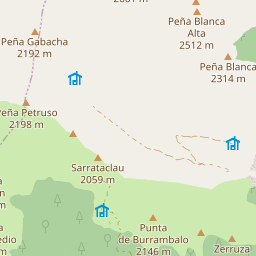 Peña Blanca
Alta
2512 m
Peña Gabacha
2192 m
Peña Blanca
2314 m
Peña Petruso
2198 m
Sarrataclau
2059 m
Punta
de Burrambalo
2146 m
Zerruza